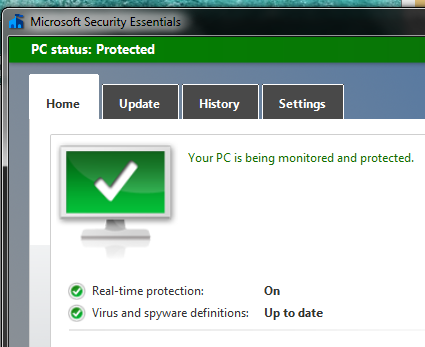 Microsoft Security Essentials
PC status: Protected
Home Update History Settings
Your PC is being monitored and protected.
Real-time protection: On
Virus and spyware definitions: Up to date